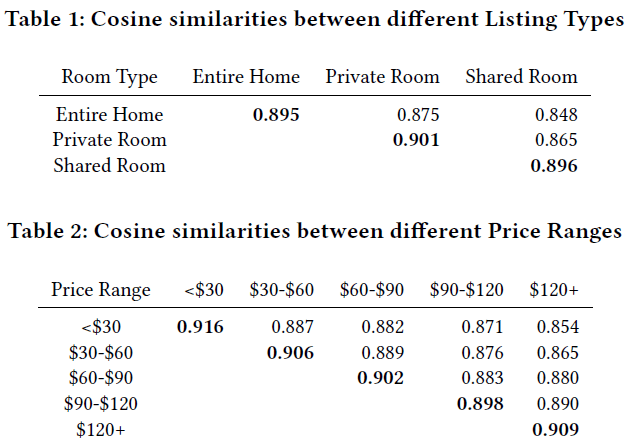 Table 1: Cosine similarities between different Listing Types
Room Type Entire Home Private Room Shared Room
Entire Home 0.895 0.875 0.848
Private Room 0.901 0.865
Shared Room 0.896
Table 2: Cosine similarities between different Price Ranges
Price Range <$30 $30-$60 $60-$90 $90-$120 $120+
<$30 0.916 0.887 0.882 0.871 0.854
$30-$60 0.906 0.889 0.876 0.865
$60-$90 0.902 0.883 0.880
$90-$120 0.898 0.890
$120+ 0.909